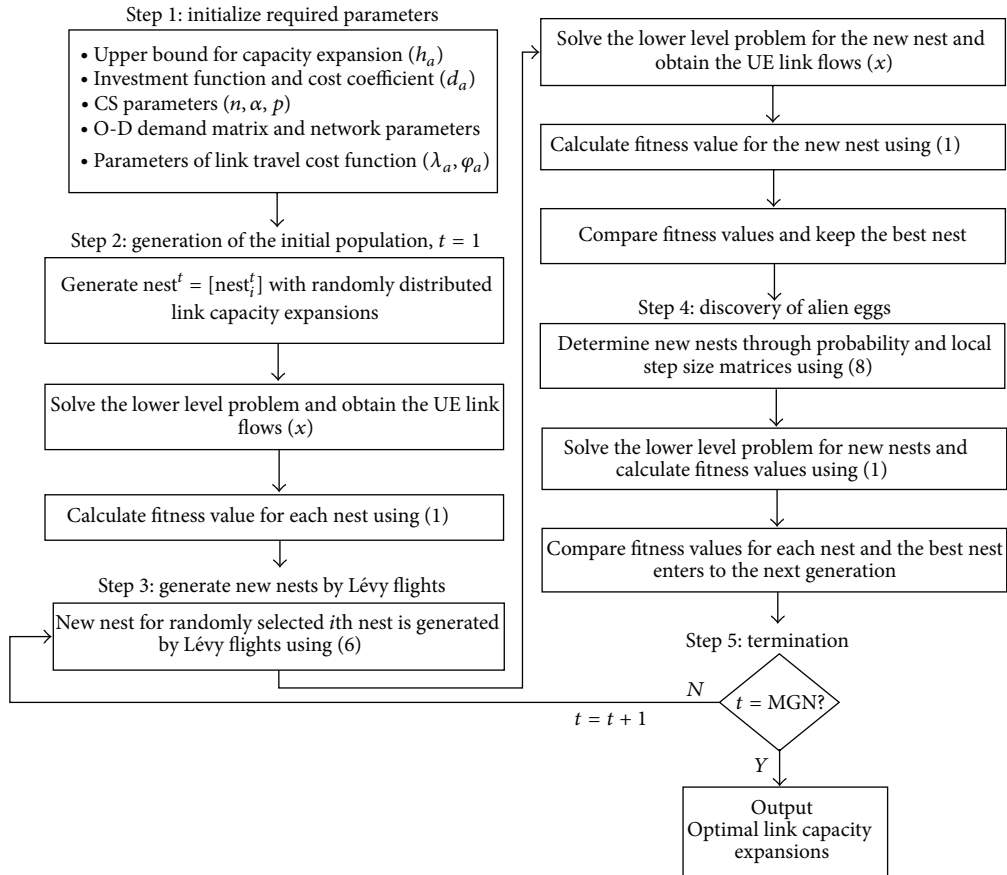 Step 1: initialize required parameters
• Upper bound for capacity expansion (hₐ)
• Investment function and cost coefficient (dₐ)
• CS parameters (n, α, p)
• O-D demand matrix and network parameters
• Parameters of link travel cost function (λₐ, φₐ)
Step 2: generation of the initial population, t = 1
Generate nestᵗ = [nestᵢᵗ] with randomly distributed
link capacity expansions
Solve the lower level problem and obtain the UE link
flows (x)
Calculate fitness value for each nest using (1)
Step 3: generate new nests by Lévy flights
New nest for randomly selected ith nest is generated
by Lévy flights using (6)
Solve the lower level problem for the new nest and
obtain the UE link flows (x)
Calculate fitness value for the new nest using (1)
Compare fitness values and keep the best nest
Step 4: discovery of alien eggs
Determine new nests through probability and local
step size matrices using (8)
Solve the lower level problem for new nests and
calculate fitness values using (1)
Compare fitness values for each nest and the best nest
enters to the next generation
Step 5: termination
t = MGN?
N
t = t + 1
Y
Output
Optimal link capacity
expansions